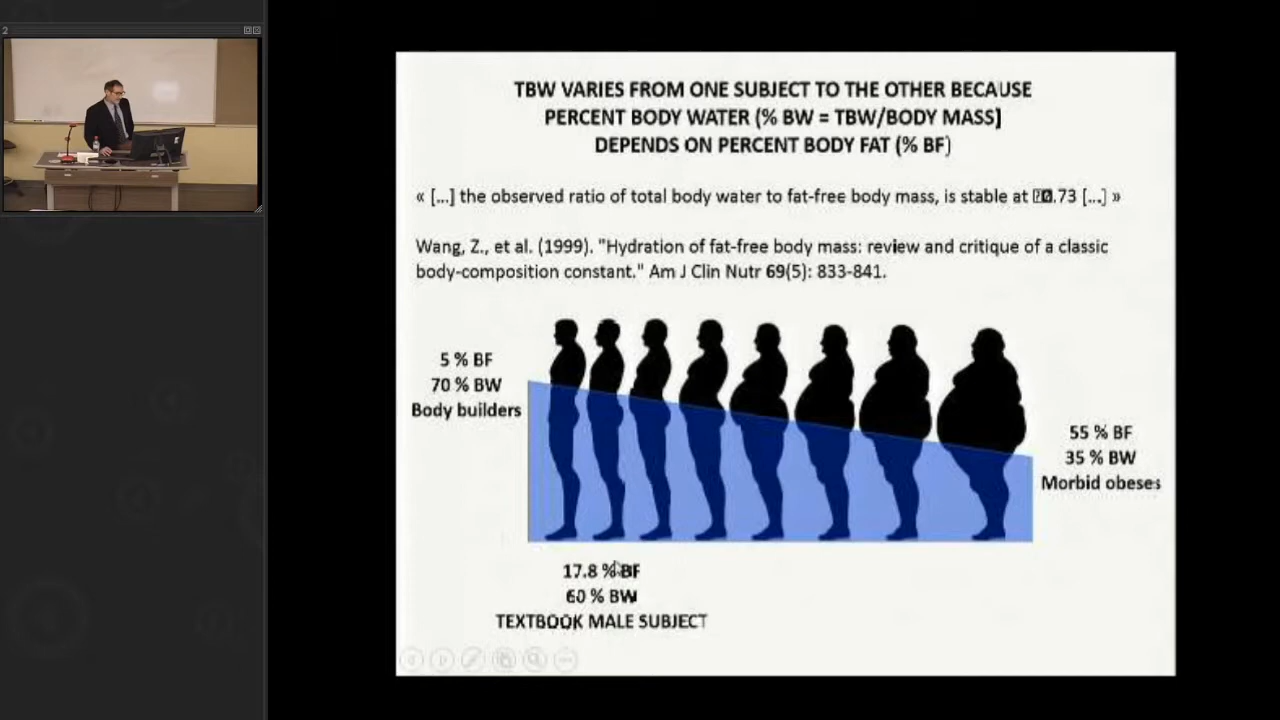 2
TBW VARIES FROM ONE SUBJECT TO THE OTHER BECAUSE
PERCENT BODY WATER (% BW = TBW/BODY MASS]
DEPENDS ON PERCENT BODY FAT (% BF)
« [...] the observed ratio of total body water to fat-free body mass, is stable at 0.73 [...] »
Wang, Z., et al. (1999). "Hydration of fat-free body mass: review and critique of a classic
body-composition constant." Am J Clin Nutr 69(5): 833-841.
5 % BF
70 % BW
Body builders
55 % BF
35 % BW
Morbid obeses
17.8 % BF
60 % BW
TEXTBOOK MALE SUBJECT